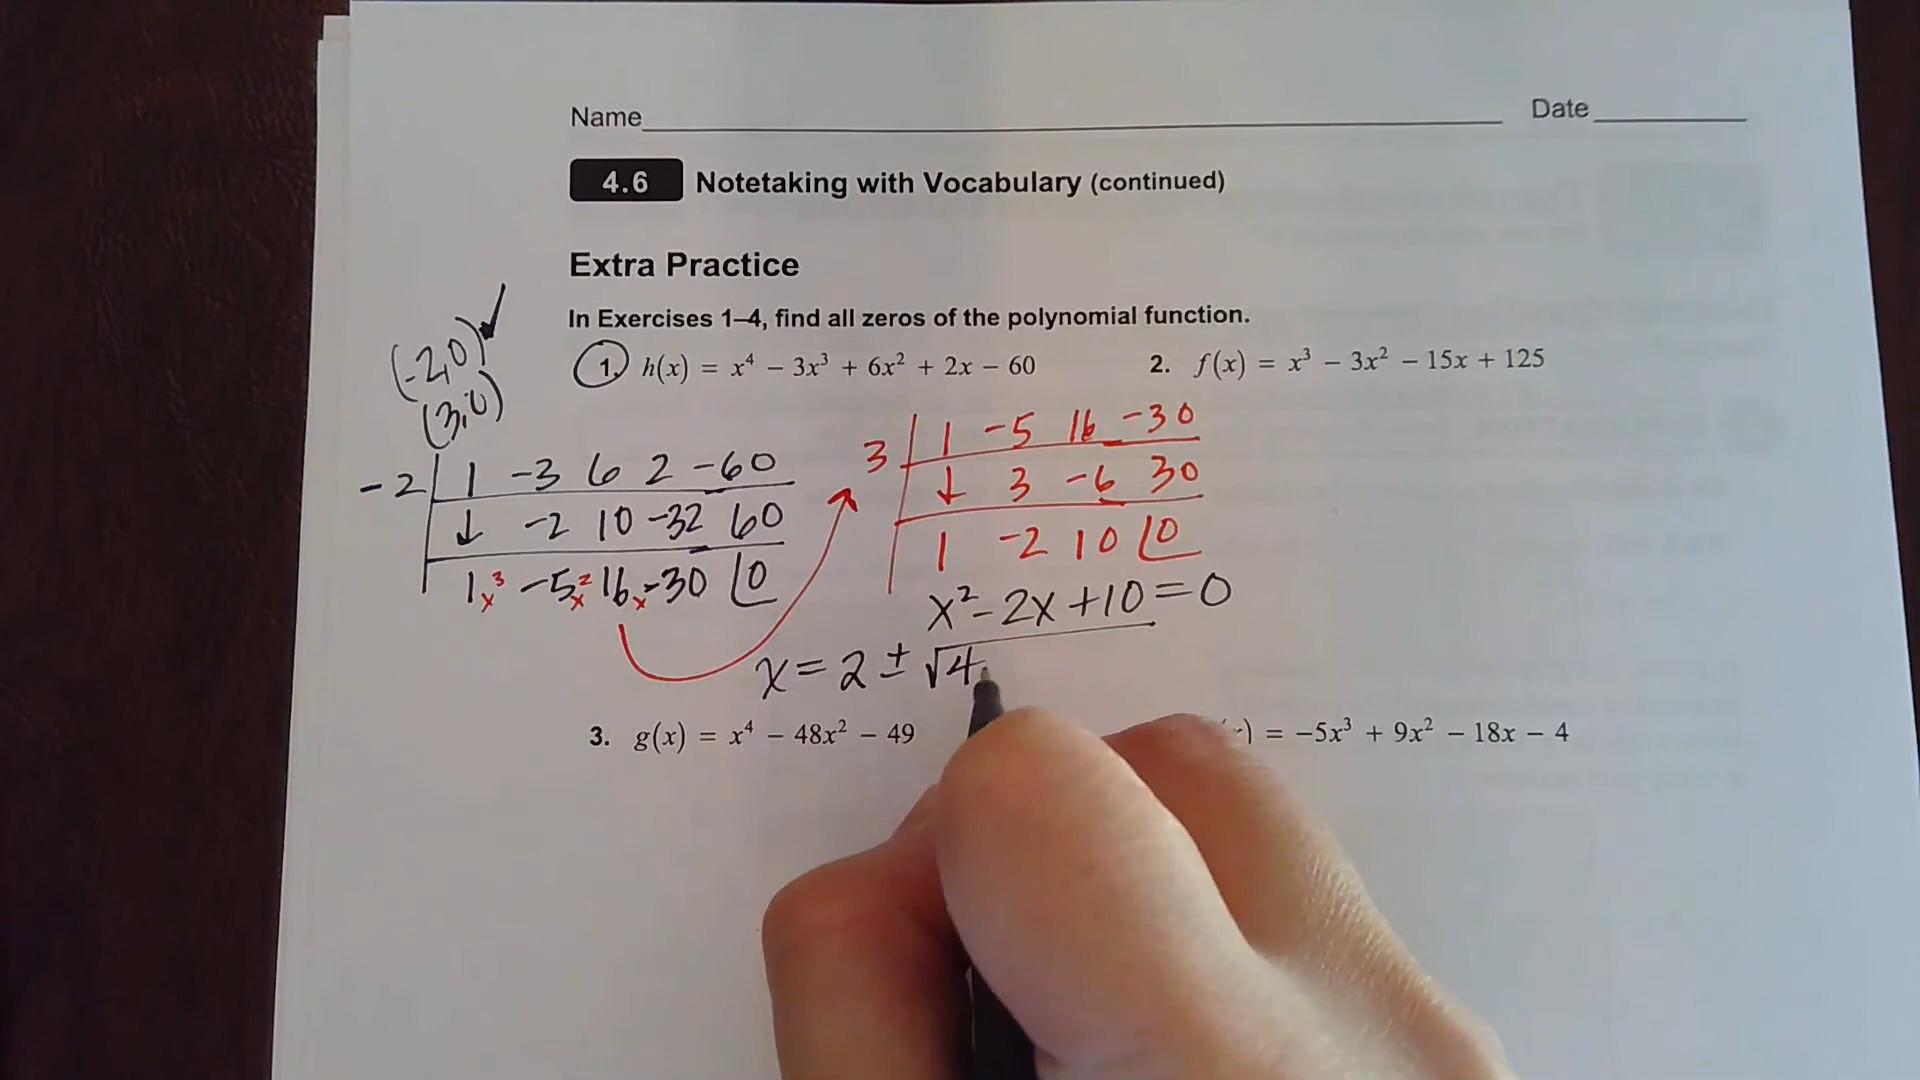 Name Date
4.6 Notetaking with Vocabulary (continued)
Extra Practice
In Exercises 1–4, find all zeros of the polynomial function.
1. h(x) = x⁴ − 3x³ + 6x² + 2x − 60
2. f(x) = x³ − 3x² − 15x + 125
(-2,0) ✓
(3,0)
-2 | 1 -3 6 2 -60
↓ -2 10 -32 60
1x³ -5x² 16x -30 |0
3 | 1 -5 16 -30
↓ 3 -6 30
1 -2 10 |0
x² - 2x + 10 = 0
x = 2 ± √4
3. g(x) = x⁴ − 48x² − 49
) = −5x³ + 9x² − 18x − 4